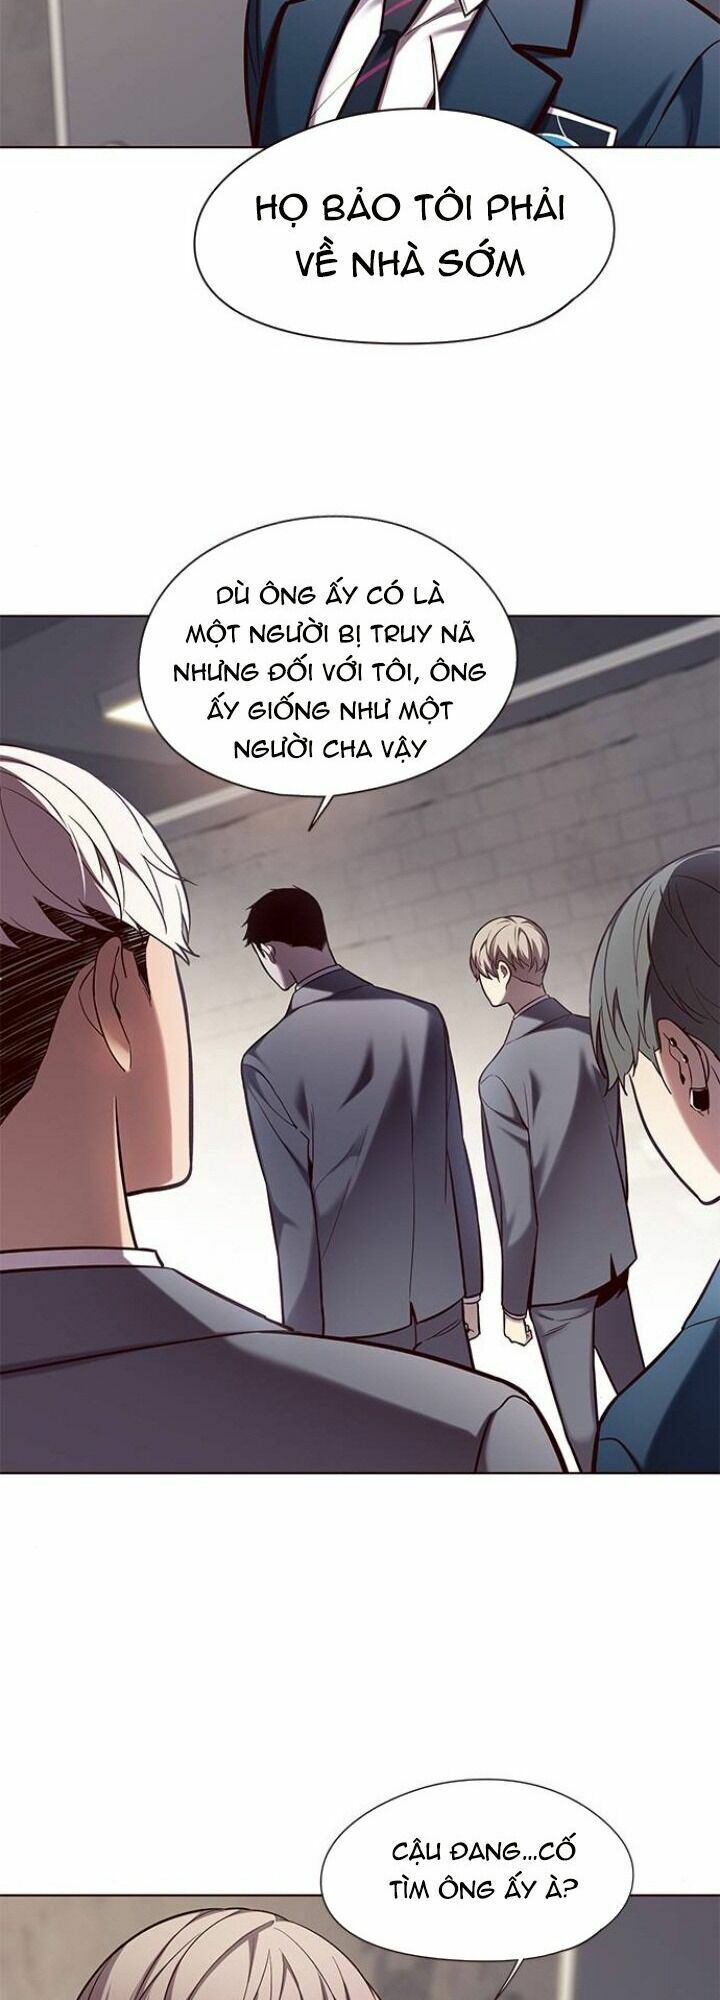 HỌ BẢO TÔI PHẢI
VỀ NHÀ SỚM
DÙ ÔNG ẤY CÓ LÀ
MỘT NGƯỜI BỊ TRUY NÃ
NHƯNG ĐỐI VỚI TÔI, ÔNG
ẤY GIỐNG NHƯ MỘT
NGƯỜI CHA VẬY
CẬU ĐANG...CỐ
TÌM ÔNG ẤY À?